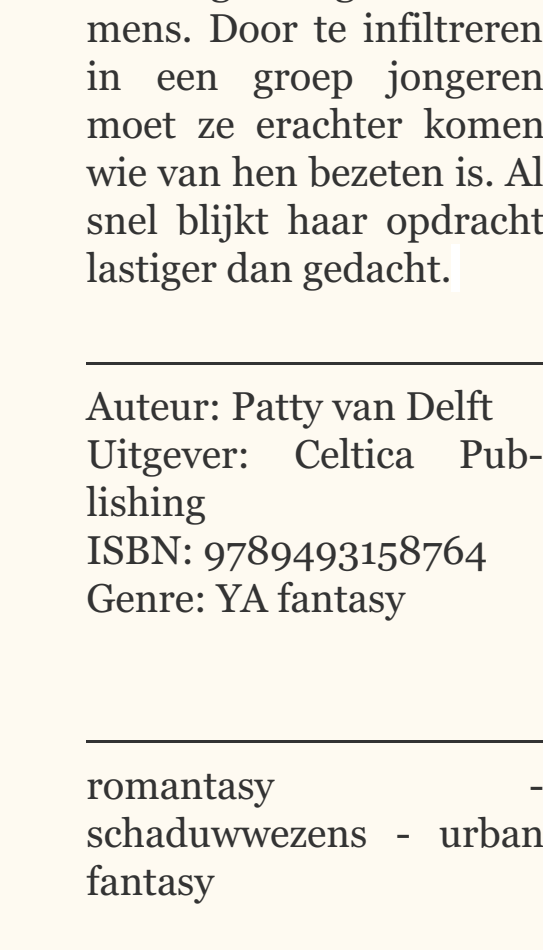 mens. Door te infiltreren
in een groep jongeren
moet ze erachter komen
wie van hen bezeten is. Al
snel blijkt haar opdracht
lastiger dan gedacht.
Auteur: Patty van Delft
Uitgever: Celtica Pub-
lishing
ISBN: 9789493158764
Genre: YA fantasy
romantasy -
schaduwwezens - urban
fantasy